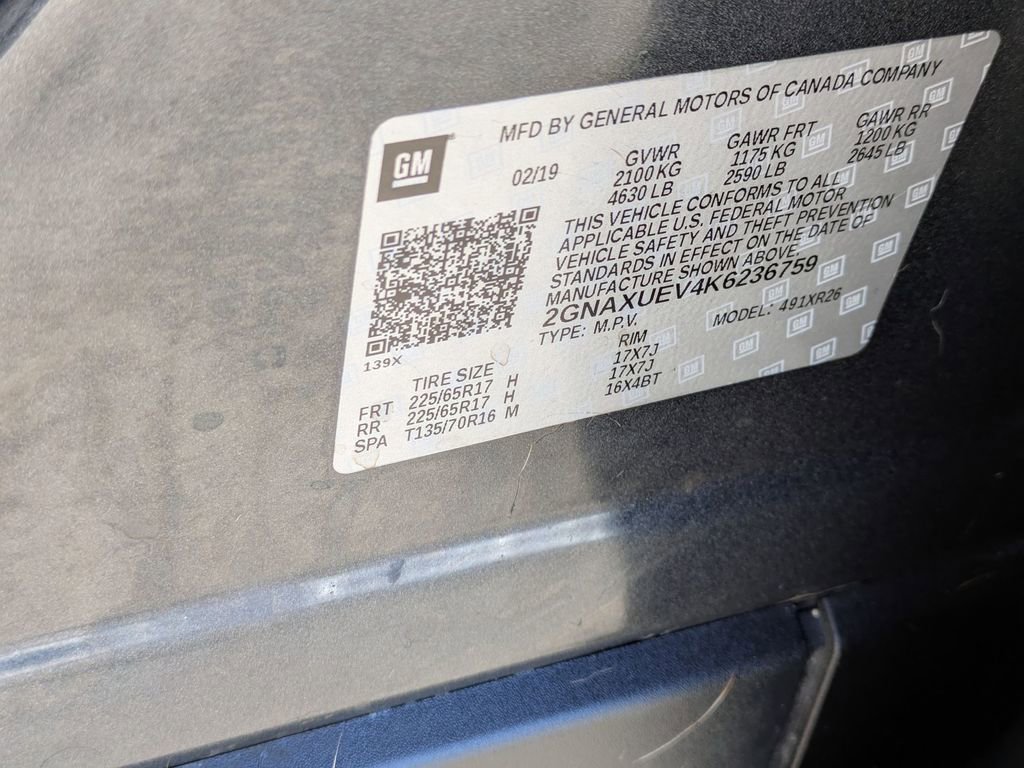 GM
MFD BY GENERAL MOTORS OF CANADA COMPANY
02/19
GVWR GAWR FRT GAWR RR
2100 KG 1175 KG 1200 KG
4630 LB 2590 LB 2645 LB
THIS VEHICLE CONFORMS TO ALL
APPLICABLE U.S. FEDERAL MOTOR
VEHICLE SAFETY AND THEFT PREVENTION
STANDARDS IN EFFECT ON THE DATE OF
MANUFACTURE SHOWN ABOVE.
2GNAXUEV4K6236759
TYPE: M.P.V. MODEL: 491XR26
139X
TIRE SIZE RIM
FRT 225/65R17 H 17X7J
RR 225/65R17 H 17X7J
SPA T135/70R16 M 16X4BT